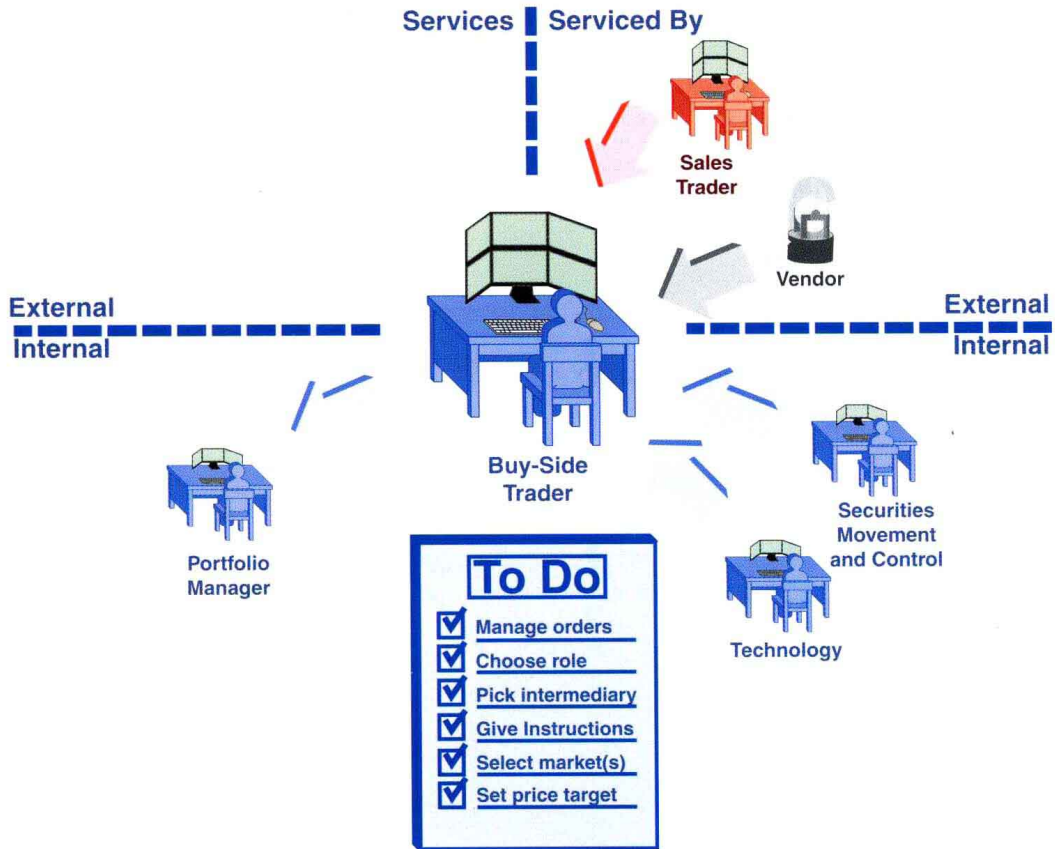 Services
Serviced By
Sales
Trader
Vendor
External
Internal
External
Internal
Buy-Side
Trader
Portfolio
Manager
Securities
Movement
and Control
Technology
To Do
Manage orders
Choose role
Pick intermediary
Give Instructions
Select market(s)
Set price target